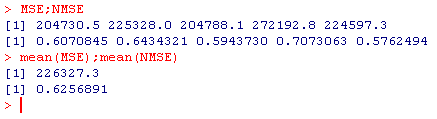 > MSE;NMSE
[1] 204730.5 225328.0 204788.1 272192.8 224597.3
[1] 0.6070845 0.6434321 0.5943730 0.7073063 0.5762494
> mean(MSE);mean(NMSE)
[1] 226327.3
[1] 0.6256891
>